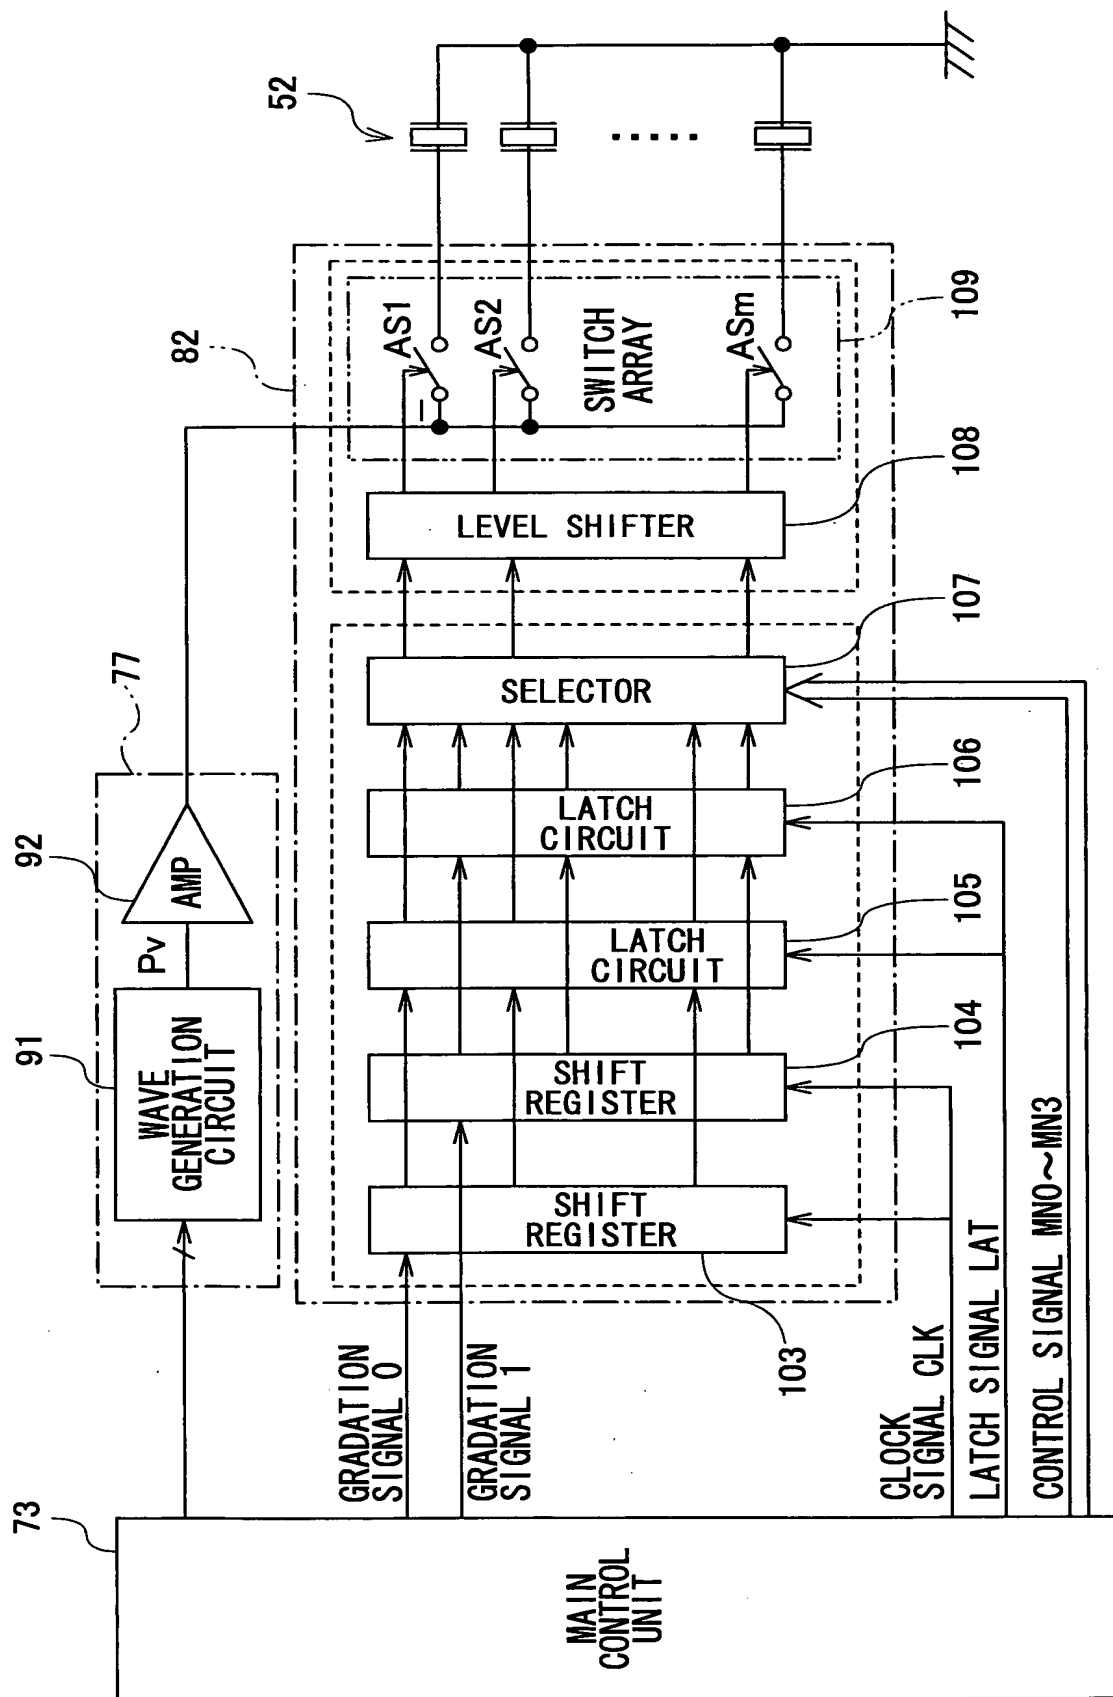 52
82
AS1
AS2
ASm
SWITCH
ARRAY
109
LEVEL SHIFTER
108
77
SELECTOR
107
92
AMP
LATCH
CIRCUIT
106
Pv
LATCH
CIRCUIT
105
91
WAVE
GENERATION
CIRCUIT
SHIFT
REGISTER
104
SHIFT
REGISTER
103
GRADATION
SIGNAL 0
GRADATION
SIGNAL 1
CLOCK
SIGNAL CLK
LATCH SIGNAL LAT
CONTROL SIGNAL MN0~MN3
73
MAIN
CONTROL
UNIT